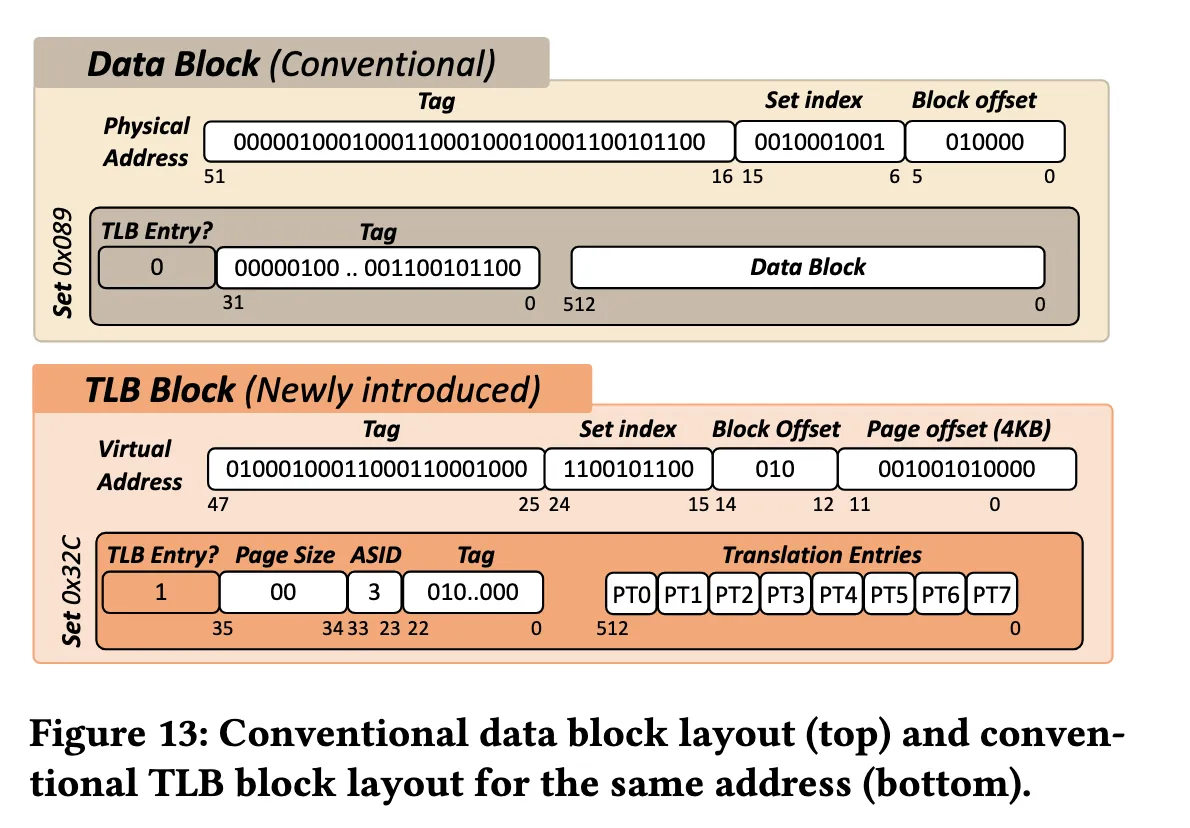 Data Block (Conventional)
Tag Set index Block offset
Physical Address
000001000100011000100010001100101100 0010001001 010000
51 16 15 6 5 0
Set 0x089
TLB Entry? Tag
0 00000100 .. 001100101100 Data Block
31 0 512 0
TLB Block (Newly introduced)
Tag Set index Block Offset Page offset (4KB)
Virtual Address
01000100011000110001000 1100101100 010 001001010000
47 25 24 15 14 12 11 0
Set 0x32C
TLB Entry? Page Size ASID Tag Translation Entries
1 00 3 010..000 PT0 PT1 PT2 PT3 PT4 PT5 PT6 PT7
35 34 33 23 22 0 512 0
Figure 13: Conventional data block layout (top) and conven-
tional TLB block layout for the same address (bottom).